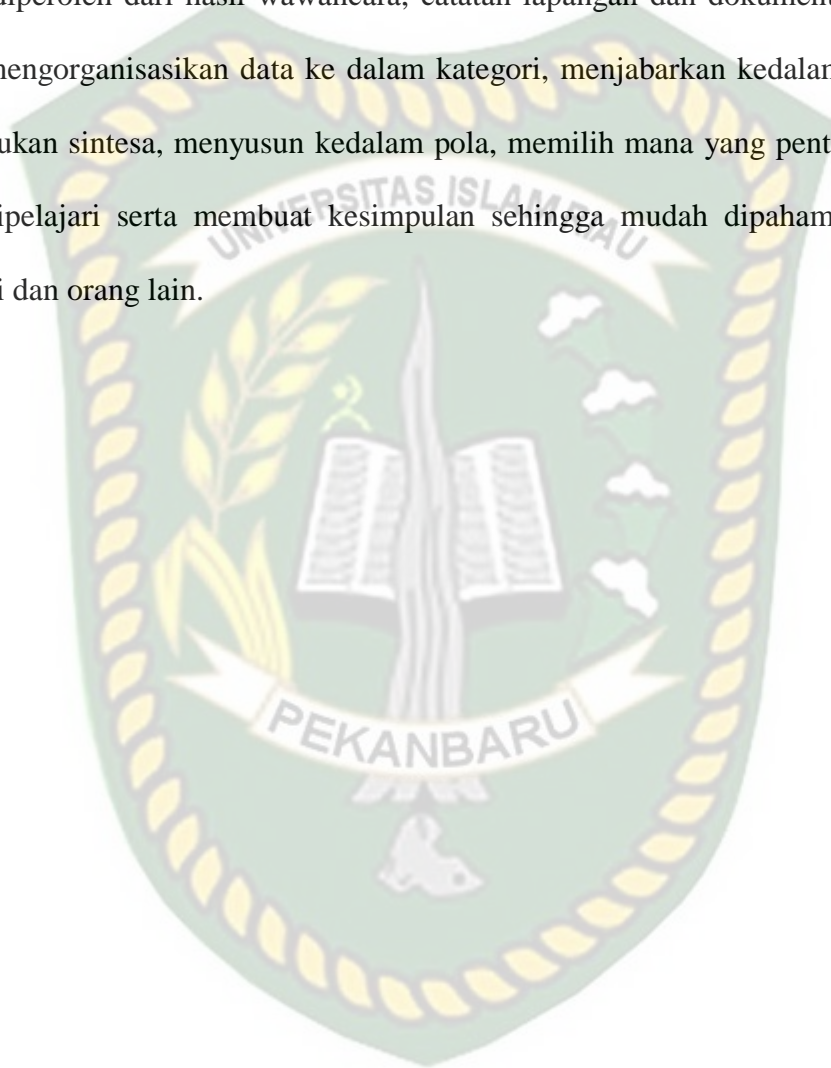 diperoleh dari hasil wawancara, catatan lapangan dan dokument
mengorganisasikan data ke dalam kategori, menjabarkan kedalam
ukan sintesa, menyusun kedalam pola, memilih mana yang pent
ipelajari serta membuat kesimpulan sehingga mudah dipaham
i dan orang lain.
UNIVERSITAS ISLAM RIAU
PEKANBARU